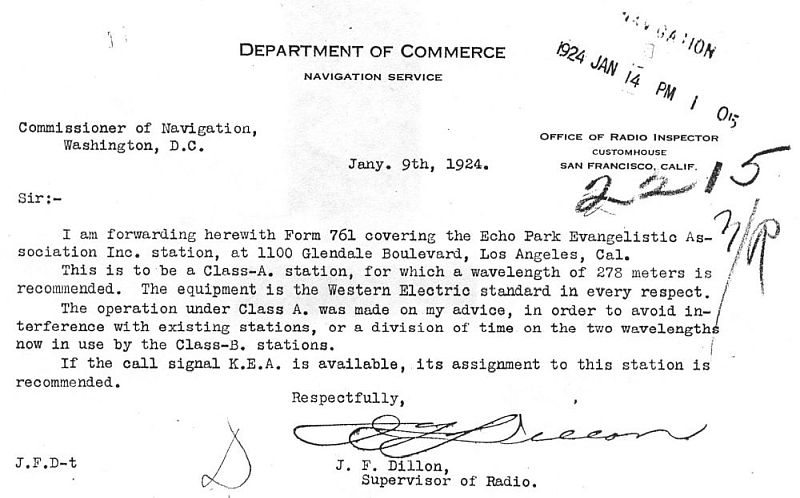 DEPARTMENT OF COMMERCE
NAVIGATION SERVICE
NAVIGATION
1924 JAN 14 PM 1 05
Commissioner of Navigation,
Washington, D.C.
OFFICE OF RADIO INSPECTOR
CUSTOMHOUSE
SAN FRANCISCO, CALIF.
Jany. 9th, 1924.
2215
Sir:-
I am forwarding herewith Form 761 covering the Echo Park Evangelistic As-
sociation Inc. station, at 1100 Glendale Boulevard, Los Angeles, Cal.
This is to be a Class-A. station, for which a wavelength of 278 meters is
recommended. The equipment is the Western Electric standard in every respect.
The operation under Class A. was made on my advice, in order to avoid in-
terference with existing stations, or a division of time on the two wavelengths
now in use by the Class-B. stations.
If the call signal K.E.A. is available, its assignment to this station is
recommended.
Respectfully,
J F Dillon
J.F.D-t
J. F. Dillon,
Supervisor of Radio.